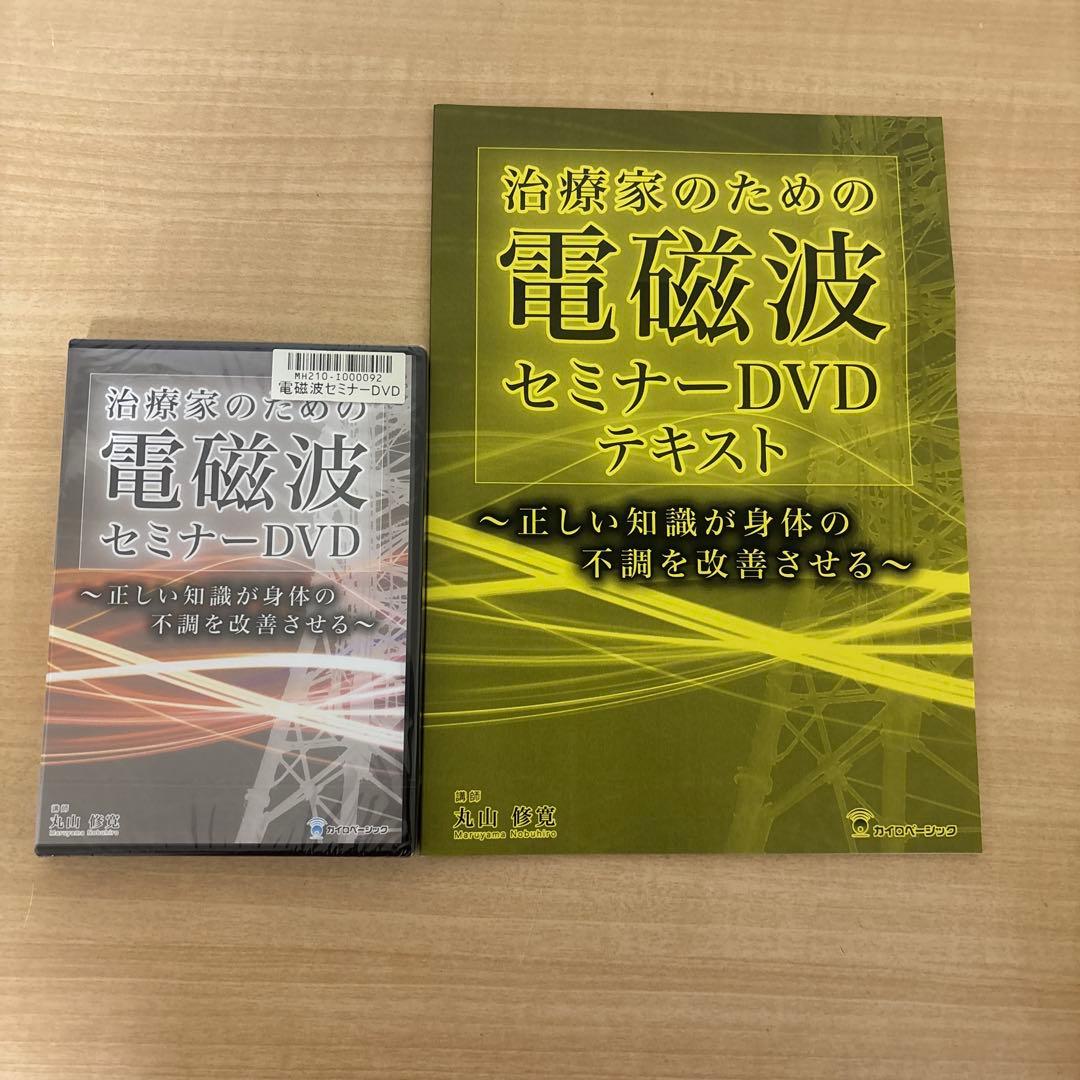 MH210-I000092
電磁波セミナーDVD
治療家のための
電磁波
セミナーDVD
～正しい知識が身体の
不調を改善させる～
講師
丸山 修寛
Maruyama Nobuhiro
カイロベーシック
治療家のための
電磁波
セミナーDVD
テキスト
～正しい知識が身体の
不調を改善させる～
講師
丸山 修寛
Maruyama Nobuhiro
カイロベーシック